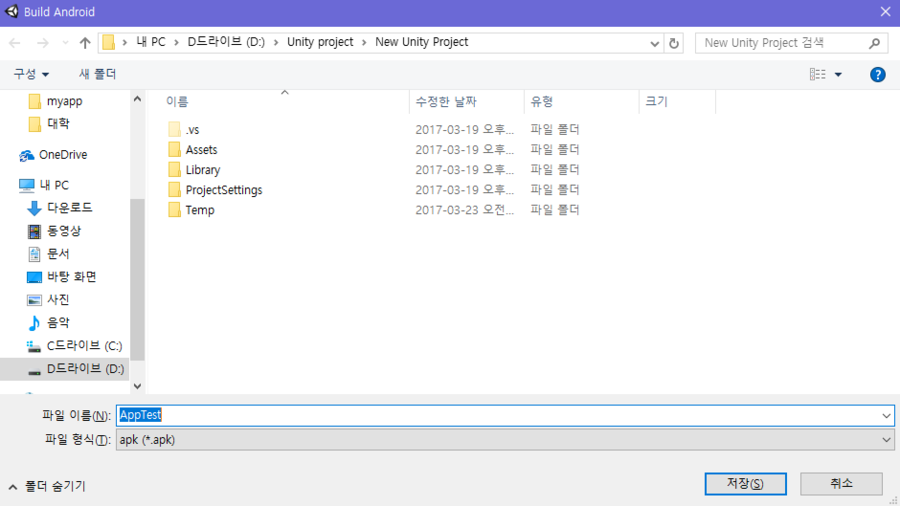 Build Android
내 PC > D드라이브 (D:) > Unity project > New Unity Project
New Unity Project 검색
구성
새 폴더
myapp
대학
OneDrive
내 PC
다운로드
동영상
문서
바탕 화면
사진
음악
C드라이브 (C:)
D드라이브 (D:)
이름 수정한 날짜 유형 크기
.vs 2017-03-19 오후... 파일 폴더
Assets 2017-03-19 오후... 파일 폴더
Library 2017-03-19 오후... 파일 폴더
ProjectSettings 2017-03-19 오후... 파일 폴더
Temp 2017-03-23 오전... 파일 폴더
파일 이름(N): AppTest
파일 형식(T): apk (*.apk)
폴더 숨기기
저장(S)
취소